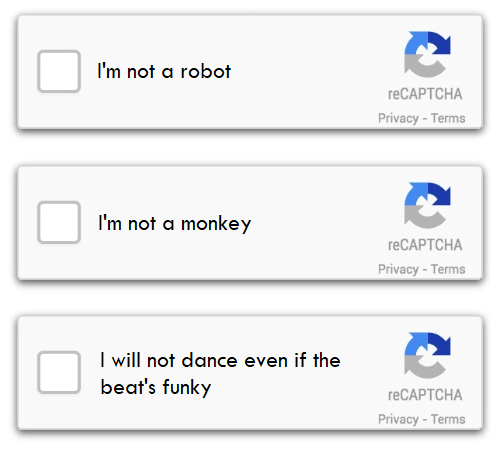 I'm not a robot
reCAPTCHA
Privacy - Terms
I'm not a monkey
reCAPTCHA
Privacy - Terms
I will not dance even if the
beat's funky
reCAPTCHA
Privacy - Terms